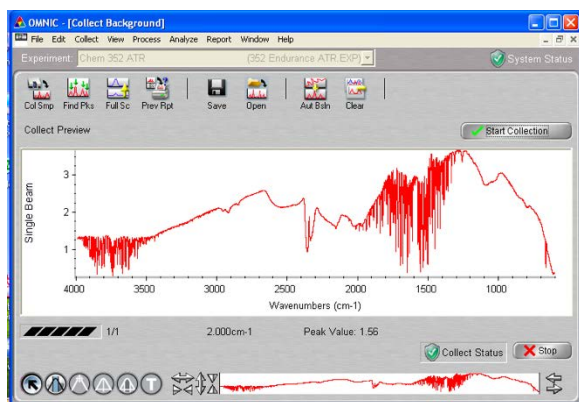 OMNIC - [Collect Background]
File Edit Collect View Process Analyze Report Window Help
Experiment: Chem 352 ATR (352 Endurance ATR.EXP) System Status
Col Smp Find Pks Full Sc Prev Rpt Save Open Aut Bsln Clear
Collect Preview Start Collection
Single Beam
3
2
1
4000 3500 3000 2500 2000 1500 1000
Wavenumbers (cm-1)
1/1 2.000cm-1 Peak Value: 1.56
Collect Status Stop
T